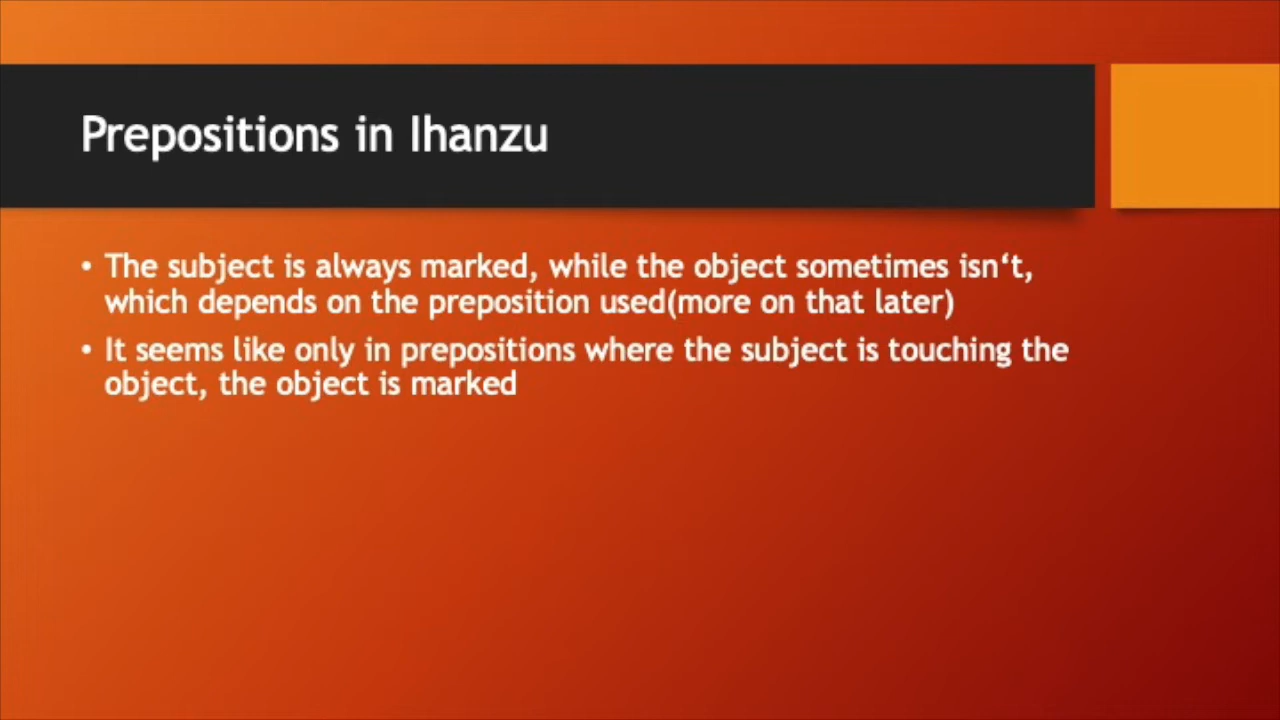 Prepositions in Ihanzu
• The subject is always marked, while the object sometimes isn‘t,
which depends on the preposition used(more on that later)
• It seems like only in prepositions where the subject is touching the
object, the object is marked